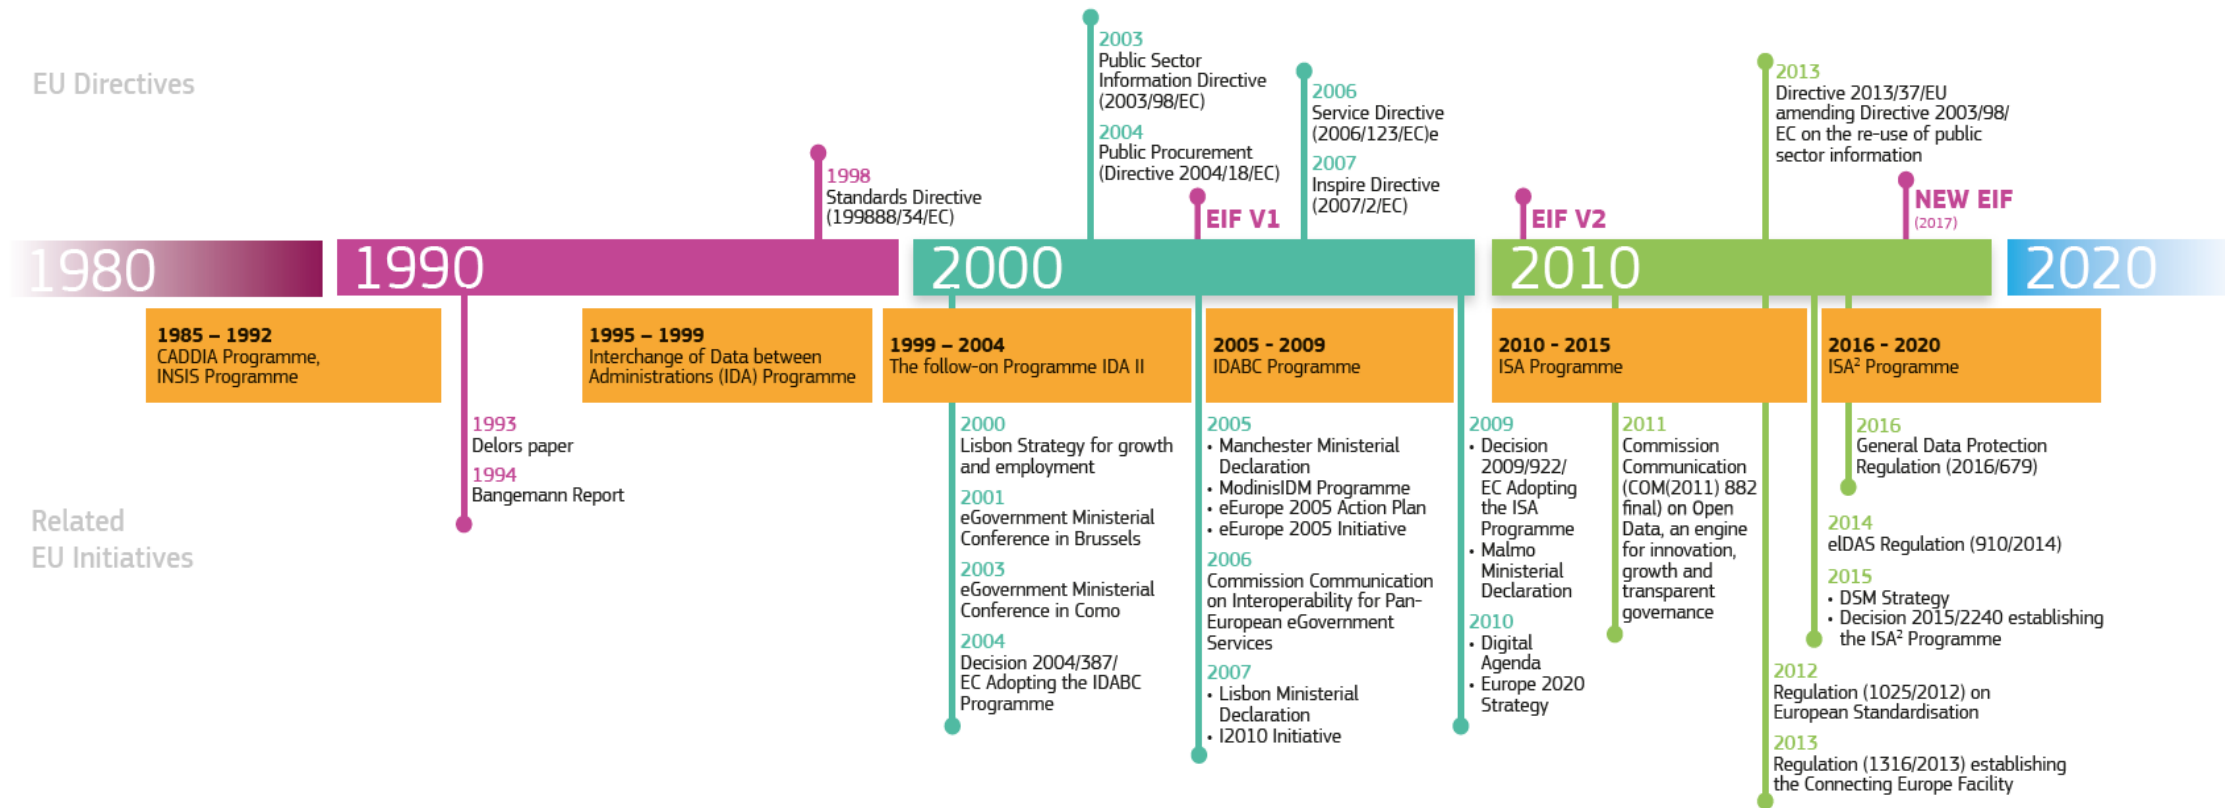 EU Directives
1998
Standards Directive
(199888/34/EC)
2003
Public Sector
Information Directive
(2003/98/EC)
2004
Public Procurement
(Directive 2004/18/EC)
EIF V1
2006
Service Directive
(2006/123/EC)e
2007
Inspire Directive
(2007/2/EC)
EIF V2
2013
Directive 2013/37/EU
amending Directive 2003/98/
EC on the re-use of public
sector information
NEW EIF
(2017)
1980
1990
2000
2010
2020
1985 – 1992
CADDIA Programme,
INSIS Programme
1995 – 1999
Interchange of Data between
Administrations (IDA) Programme
1999 – 2004
The follow-on Programme IDA II
2005 - 2009
IDABC Programme
2010 - 2015
ISA Programme
2016 - 2020
ISA² Programme
Related
EU Initiatives
1993
Delors paper
1994
Bangemann Report
2000
Lisbon Strategy for growth
and employment
2001
eGovernment Ministerial
Conference in Brussels
2003
eGovernment Ministerial
Conference in Como
2004
Decision 2004/387/
EC Adopting the IDABC
Programme
2005
• Manchester Ministerial
Declaration
• ModinisIDM Programme
• eEurope 2005 Action Plan
• eEurope 2005 Initiative
2006
Commission Communication
on Interoperability for Pan-
European eGovernment
Services
2007
• Lisbon Ministerial
Declaration
• I2010 Initiative
2009
• Decision
2009/922/
EC Adopting
the ISA
Programme
• Malmo
Ministerial
Declaration
2010
• Digital
Agenda
• Europe 2020
Strategy
2011
Commission
Communication
(COM(2011) 882
final) on Open
Data, an engine
for innovation,
growth and
transparent
governance
2016
General Data Protection
Regulation (2016/679)
2014
eIDAS Regulation (910/2014)
2015
• DSM Strategy
• Decision 2015/2240 establishing
the ISA² Programme
2012
Regulation (1025/2012) on
European Standardisation
2013
Regulation (1316/2013) establishing
the Connecting Europe Facility